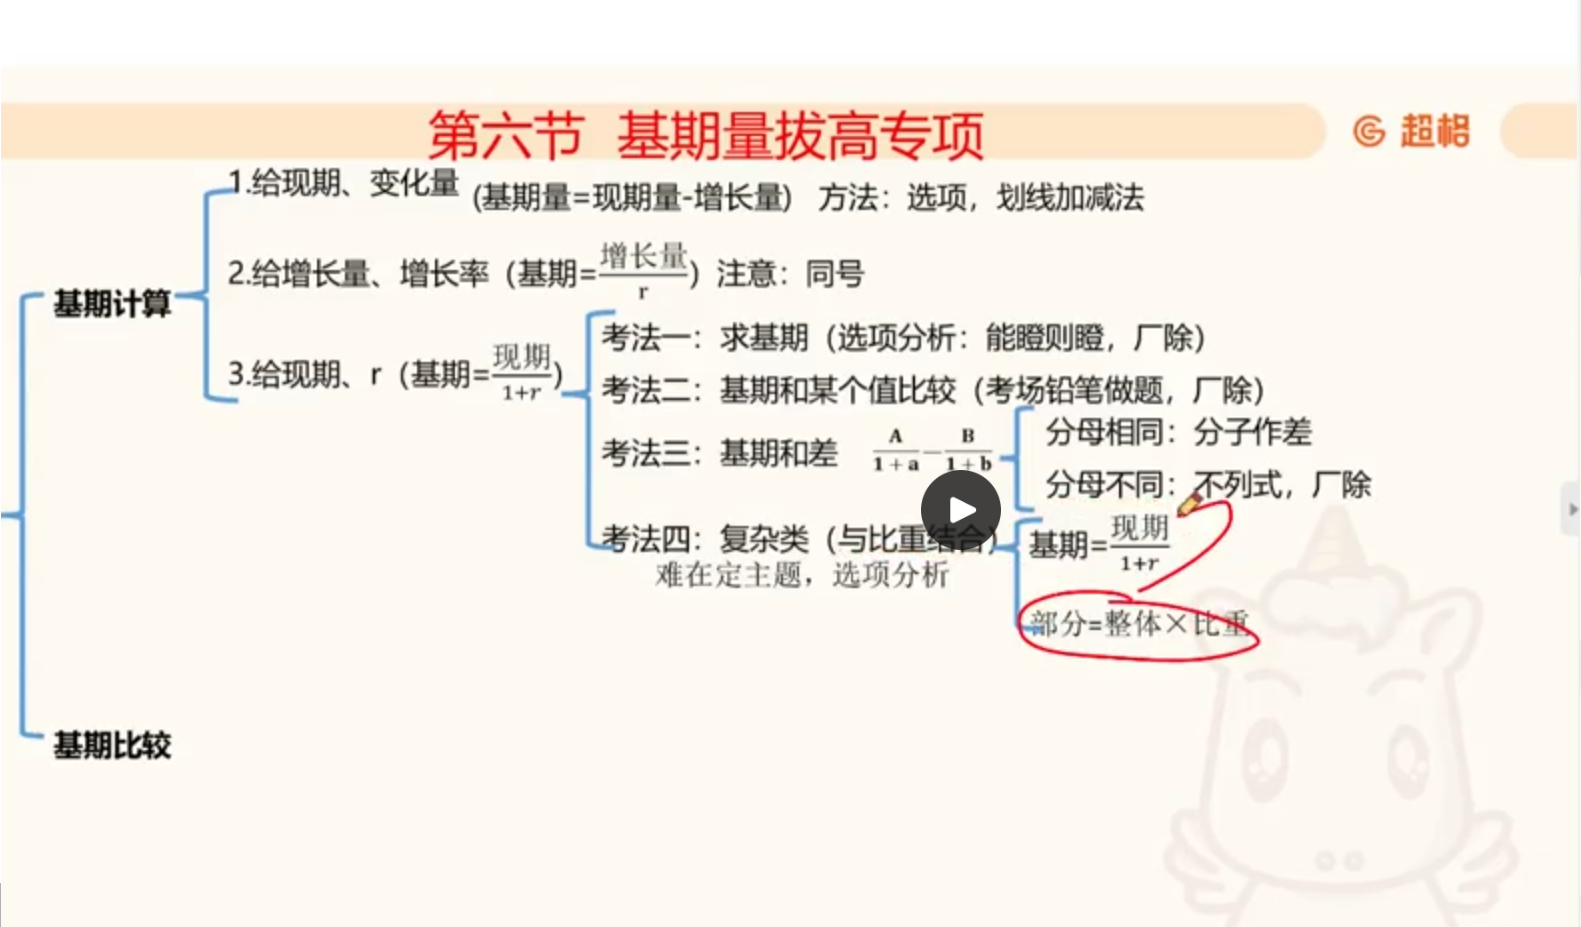 第六节 基期量拔高专项
超格
1.给现期、变化量 (基期量=现期量-增长量) 方法：选项，划线加减法
2.给增长量、增长率（基期=增长量/r）注意：同号
基期计算
3.给现期、r（基期=现期/1+r）
考法一：求基期（选项分析：能瞪则瞪，厂除）
考法二：基期和某个值比较（考场铅笔做题，厂除）
考法三：基期和差 A/1+a－B/1+b
分母相同：分子作差
分母不同：不列式，厂除
考法四：复杂类（与比重结合）
难在定主题，选项分析
基期=现期/1+r
部分=整体×比重
基期比较